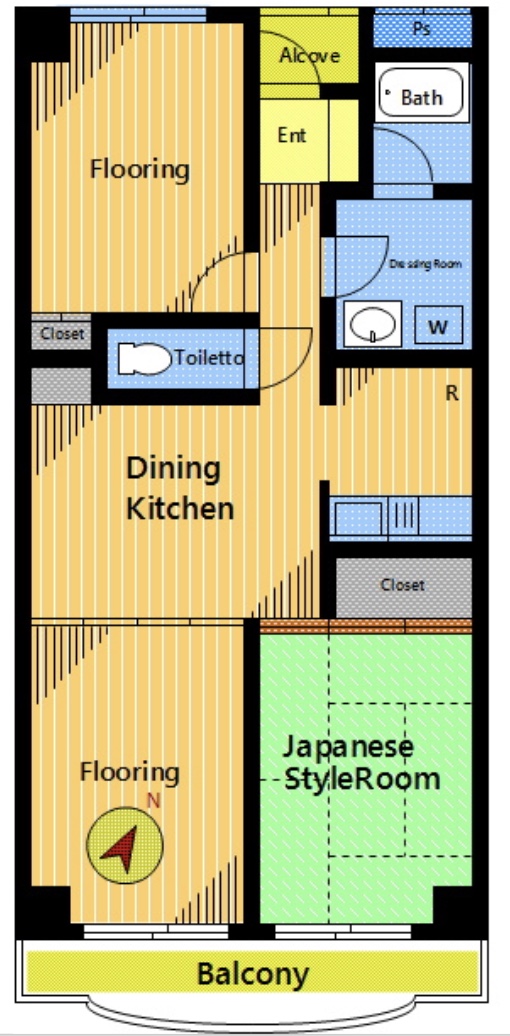 Ps
Alcove
Bath
Ent
Flooring
Dressing Room
Closet
Toiletto
W
R
Dining
Kitchen
Closet
Japanese
StyleRoom
Flooring
N
Balcony